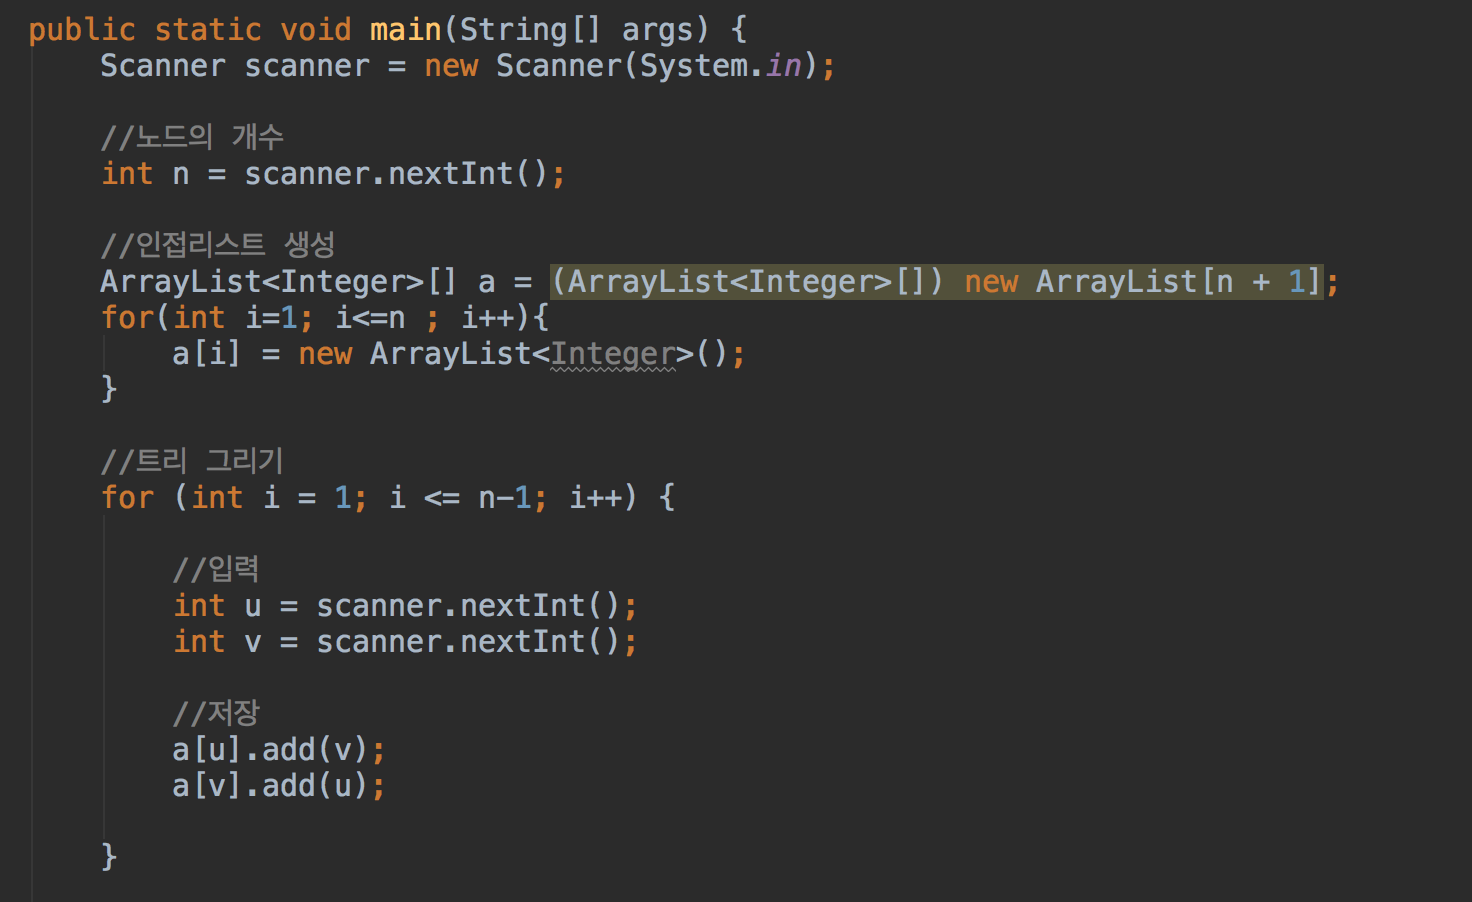 public static void main(String[] args) {
Scanner scanner = new Scanner(System.in);
//노드의 개수
int n = scanner.nextInt();
//인접리스트 생성
ArrayList<Integer>[] a = (ArrayList<Integer>[]) new ArrayList[n + 1];
for(int i=1; i<=n ; i++){
a[i] = new ArrayList<Integer>();
}
//트리 그리기
for (int i = 1; i <= n-1; i++) {
//입력
int u = scanner.nextInt();
int v = scanner.nextInt();
//저장
a[u].add(v);
a[v].add(u);
}